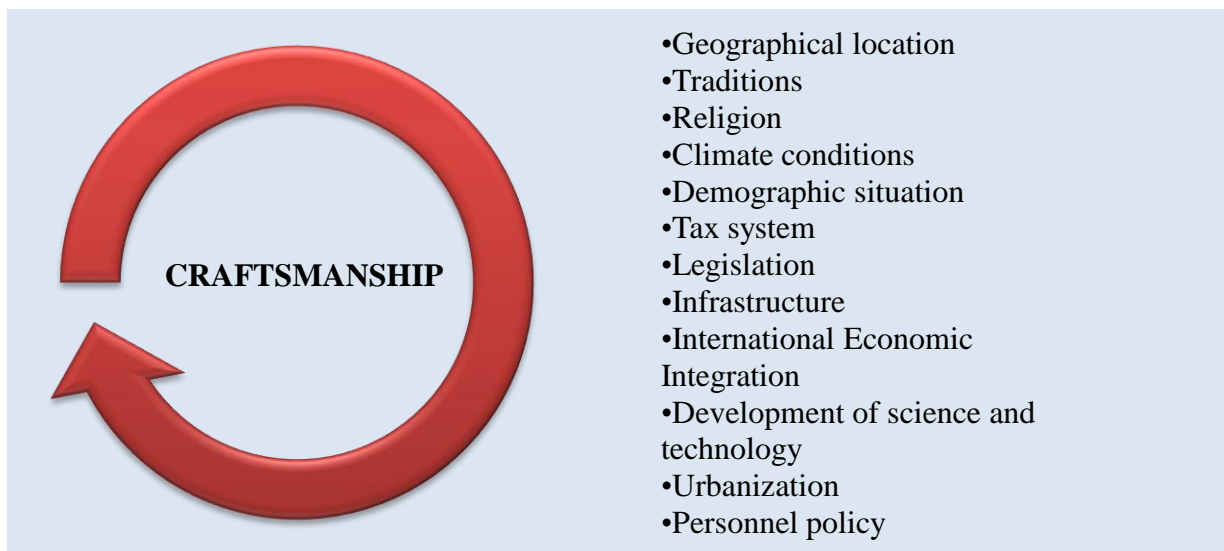 CRAFTSMANSHIP
•Geographical location
•Traditions
•Religion
•Climate conditions
•Demographic situation
•Tax system
•Legislation
•Infrastructure
•International Economic
Integration
•Development of science and
technology
•Urbanization
•Personnel policy